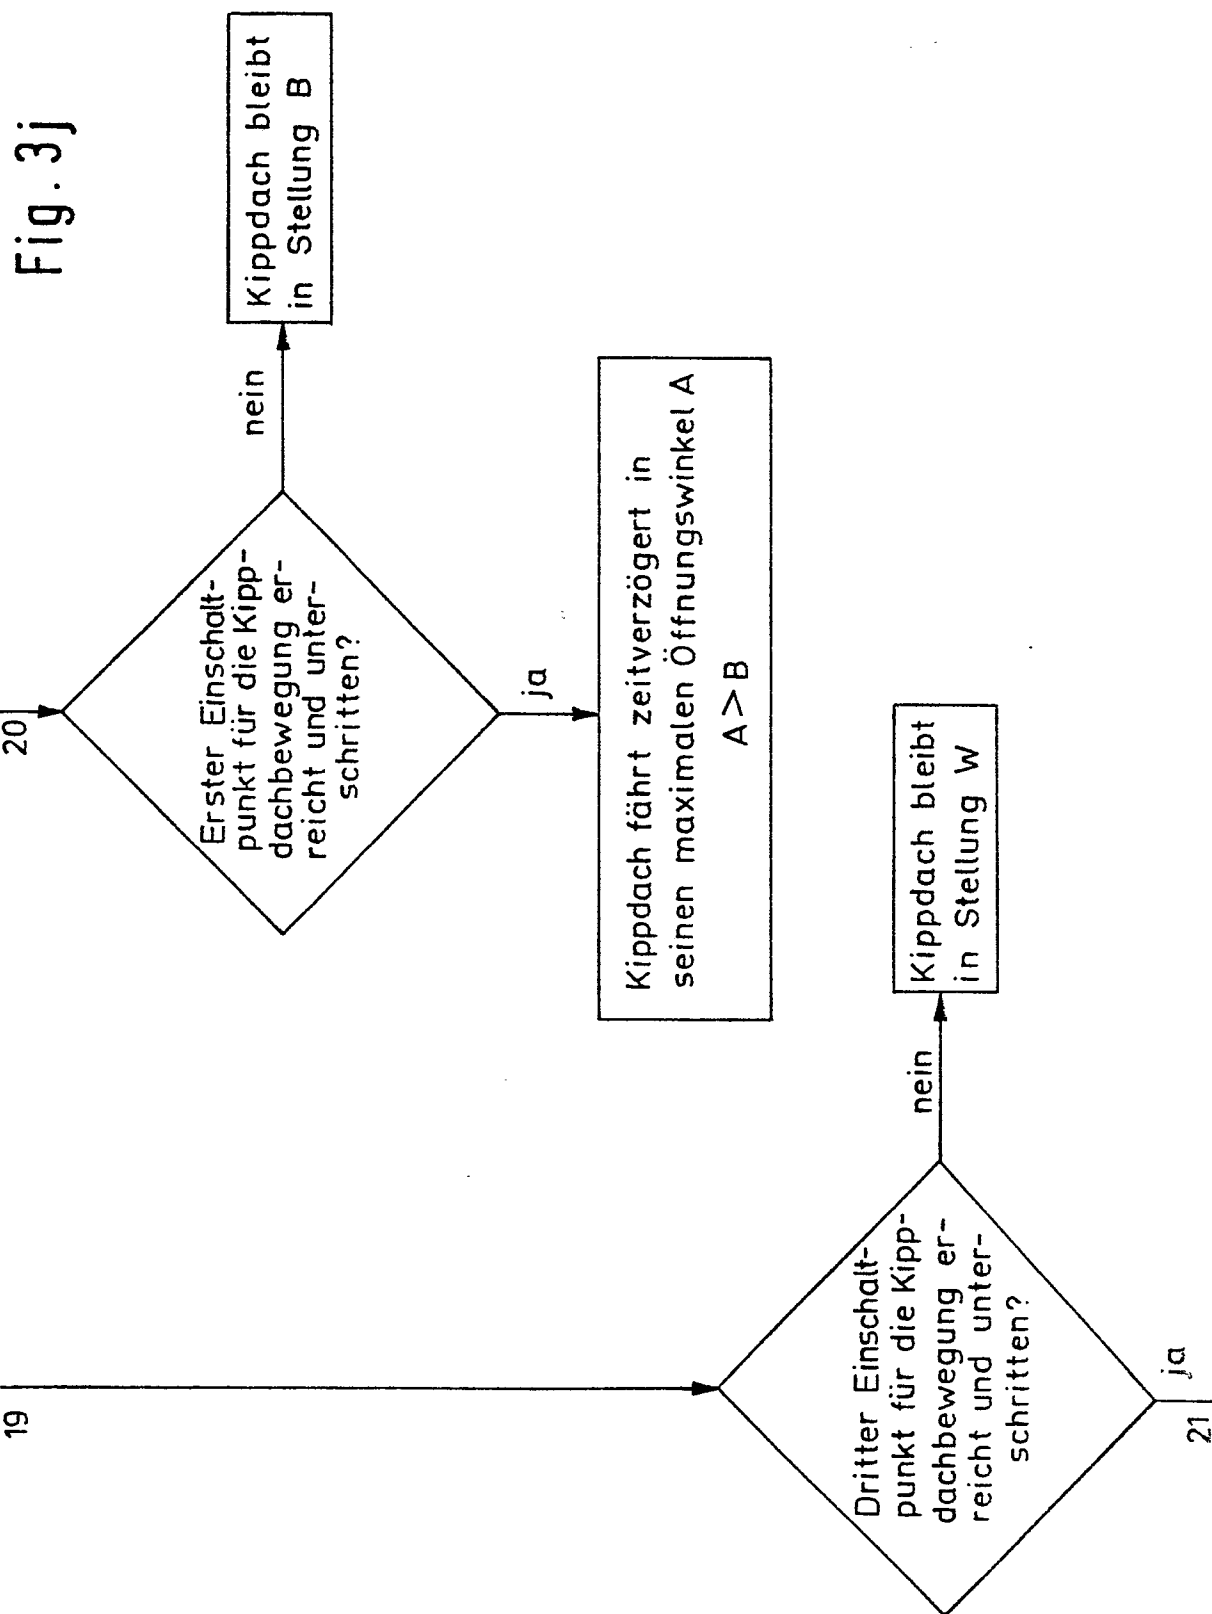 Fig. 3j
20
Erster Einschalt-
punkt für die Kipp-
dachbewegung er-
reicht und unter-
schritten?
nein
Kippdach bleibt
in Stellung B
ja
Kippdach fährt zeitverzögert in
seinen maximalen Öffnungswinkel A
A > B
19
Dritter Einschalt-
punkt für die Kipp-
dachbewegung er-
reicht und unter-
schritten?
nein
Kippdach bleibt
in Stellung W
ja
21